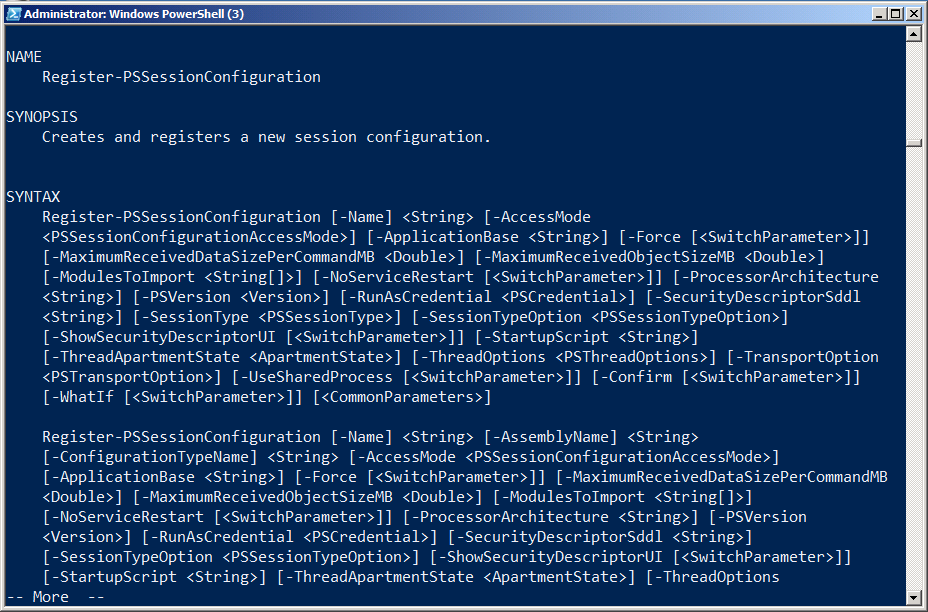 Administrator: Windows PowerShell (3)
NAME
Register-PSSessionConfiguration
SYNOPSIS
Creates and registers a new session configuration.
SYNTAX
Register-PSSessionConfiguration [-Name] <String> [-AccessMode
<PSSessionConfigurationAccessMode>] [-ApplicationBase <String>] [-Force [<SwitchParameter>]]
[-MaximumReceivedDataSizePerCommandMB <Double>] [-MaximumReceivedObjectSizeMB <Double>]
[-ModulesToImport <String[]>] [-NoServiceRestart [<SwitchParameter>]] [-ProcessorArchitecture
<String>] [-PSVersion <Version>] [-RunAsCredential <PSCredential>] [-SecurityDescriptorSddl
<String>] [-SessionType <PSSessionType>] [-SessionTypeOption <PSSessionTypeOption>]
[-ShowSecurityDescriptorUI [<SwitchParameter>]] [-StartupScript <String>]
[-ThreadApartmentState <ApartmentState>] [-ThreadOptions <PSThreadOptions>] [-TransportOption
<PSTransportOption>] [-UseSharedProcess [<SwitchParameter>]] [-Confirm [<SwitchParameter>]]
[-WhatIf [<SwitchParameter>]] [<CommonParameters>]
Register-PSSessionConfiguration [-Name] <String> [-AssemblyName] <String>
[-ConfigurationTypeName] <String> [-AccessMode <PSSessionConfigurationAccessMode>]
[-ApplicationBase <String>] [-Force [<SwitchParameter>]] [-MaximumReceivedDataSizePerCommandMB
<Double>] [-MaximumReceivedObjectSizeMB <Double>] [-ModulesToImport <String[]>]
[-NoServiceRestart [<SwitchParameter>]] [-ProcessorArchitecture <String>] [-PSVersion
<Version>] [-RunAsCredential <PSCredential>] [-SecurityDescriptorSddl <String>]
[-SessionTypeOption <PSSessionTypeOption>] [-ShowSecurityDescriptorUI [<SwitchParameter>]]
[-StartupScript <String>] [-ThreadApartmentState <ApartmentState>] [-ThreadOptions
-- More  --